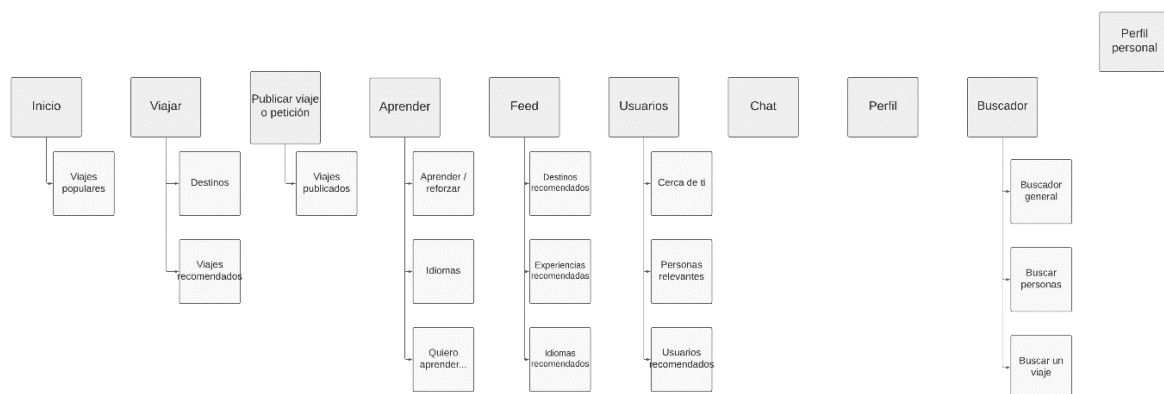 Perfil
personal
Inicio
Viajar
Publicar viaje
o petición
Aprender
Feed
Usuarios
Chat
Perfil
Buscador
Viajes
populares
Destinos
Viajes
publicados
Aprender /
reforzar
Destinos
recomendados
Cerca de ti
Buscador
general
Viajes
recomendados
Idiomas
Experiencias
recomendadas
Personas
relevantes
Buscar
personas
Quiero
aprender...
Idiomas
recomendados
Usuarios
recomendados
Buscar un
viaje